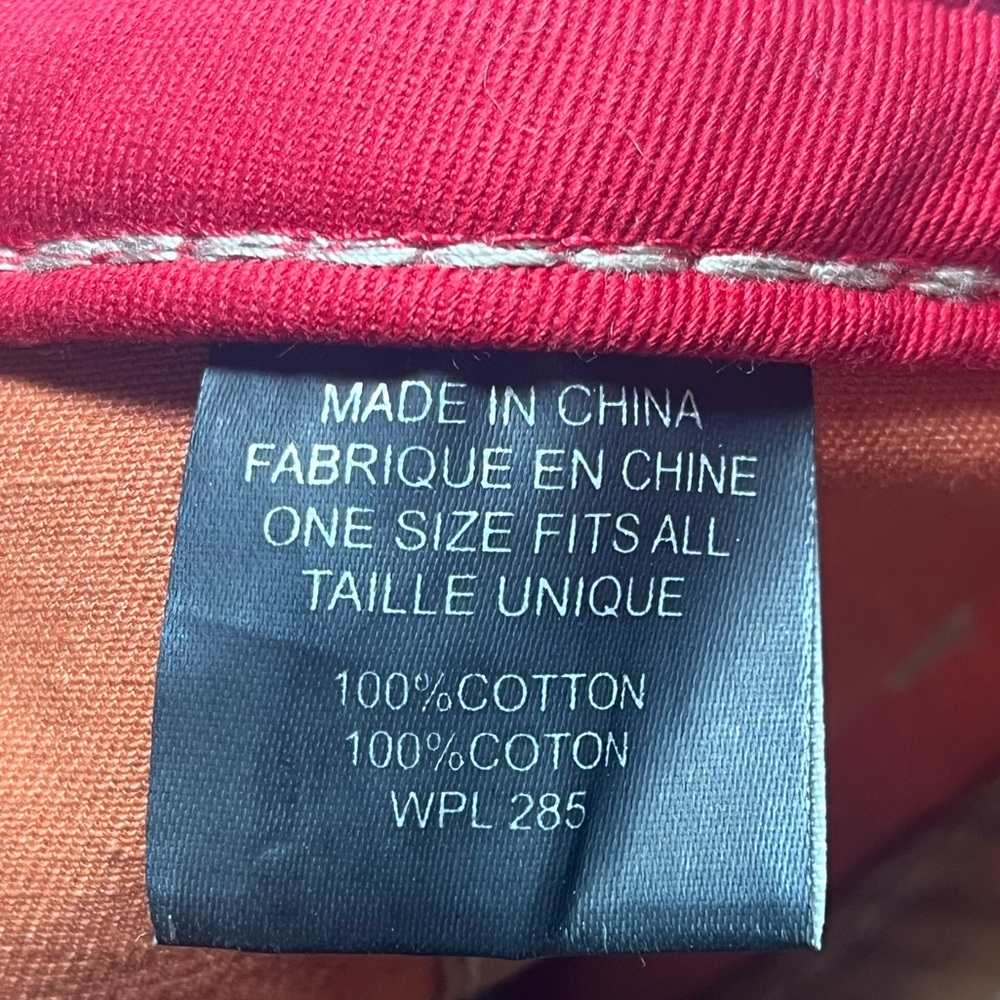 MADE IN CHINA
FABRIQUE EN CHINE
ONE SIZE FITS ALL
TAILLE UNIQUE
100%COTTON
100%COTON
WPL 285